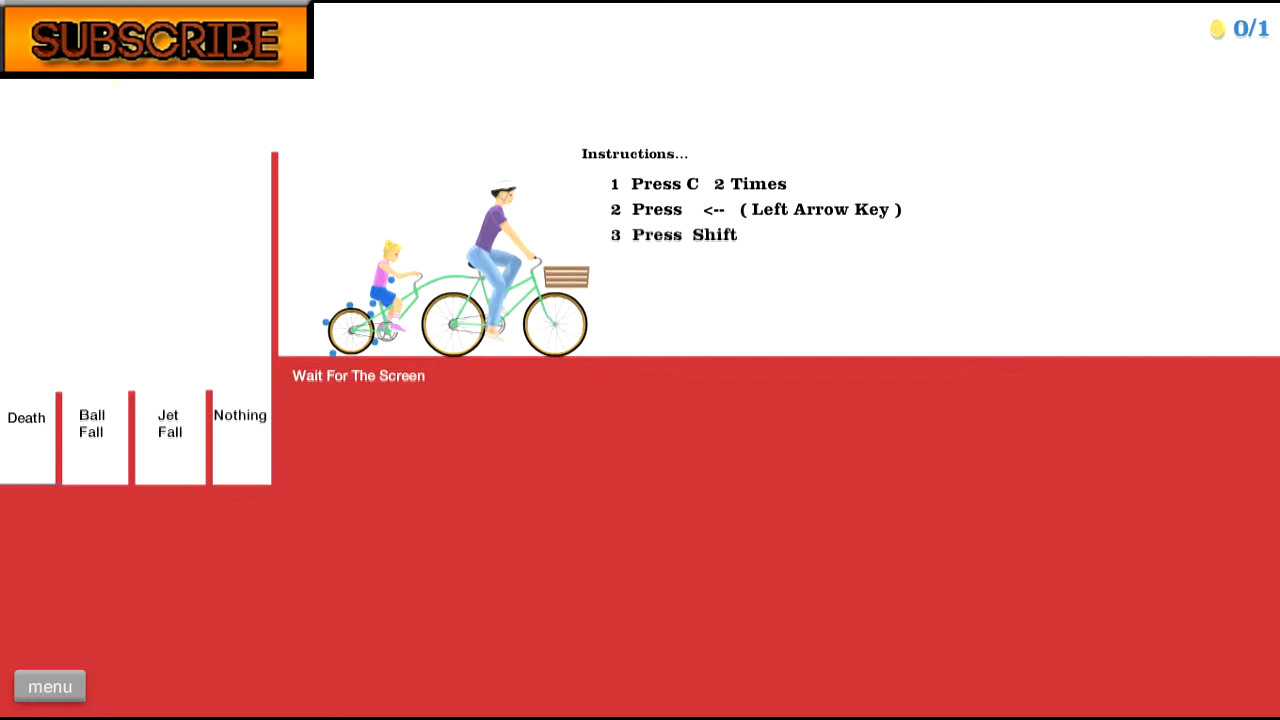 SUBSCRIBE
0/1
Instructions...
1 Press C 2 Times
2 Press <-- ( Left Arrow Key )
3 Press Shift
Wait For The Screen
Death
Ball
Fall
Jet
Fall
Nothing
menu